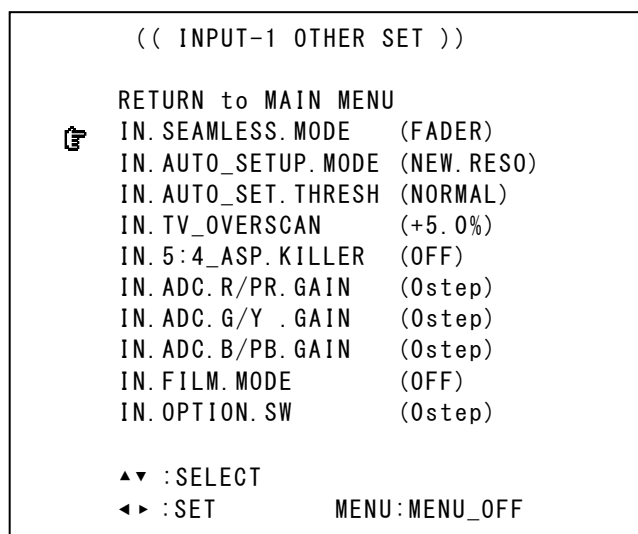 (( INPUT-1 OTHER SET ))
RETURN to MAIN MENU
IN.SEAMLESS.MODE (FADER)
IN.AUTO_SETUP.MODE (NEW.RESO)
IN.AUTO_SET.THRESH (NORMAL)
IN.TV_OVERSCAN (+5.0%)
IN.5:4_ASP.KILLER (OFF)
IN.ADC.R/PR.GAIN (0step)
IN.ADC.G/Y .GAIN (0step)
IN.ADC.B/PB.GAIN (0step)
IN.FILM.MODE (OFF)
IN.OPTION.SW (0step)
▲▼ :SELECT
◄► :SET MENU:MENU_OFF